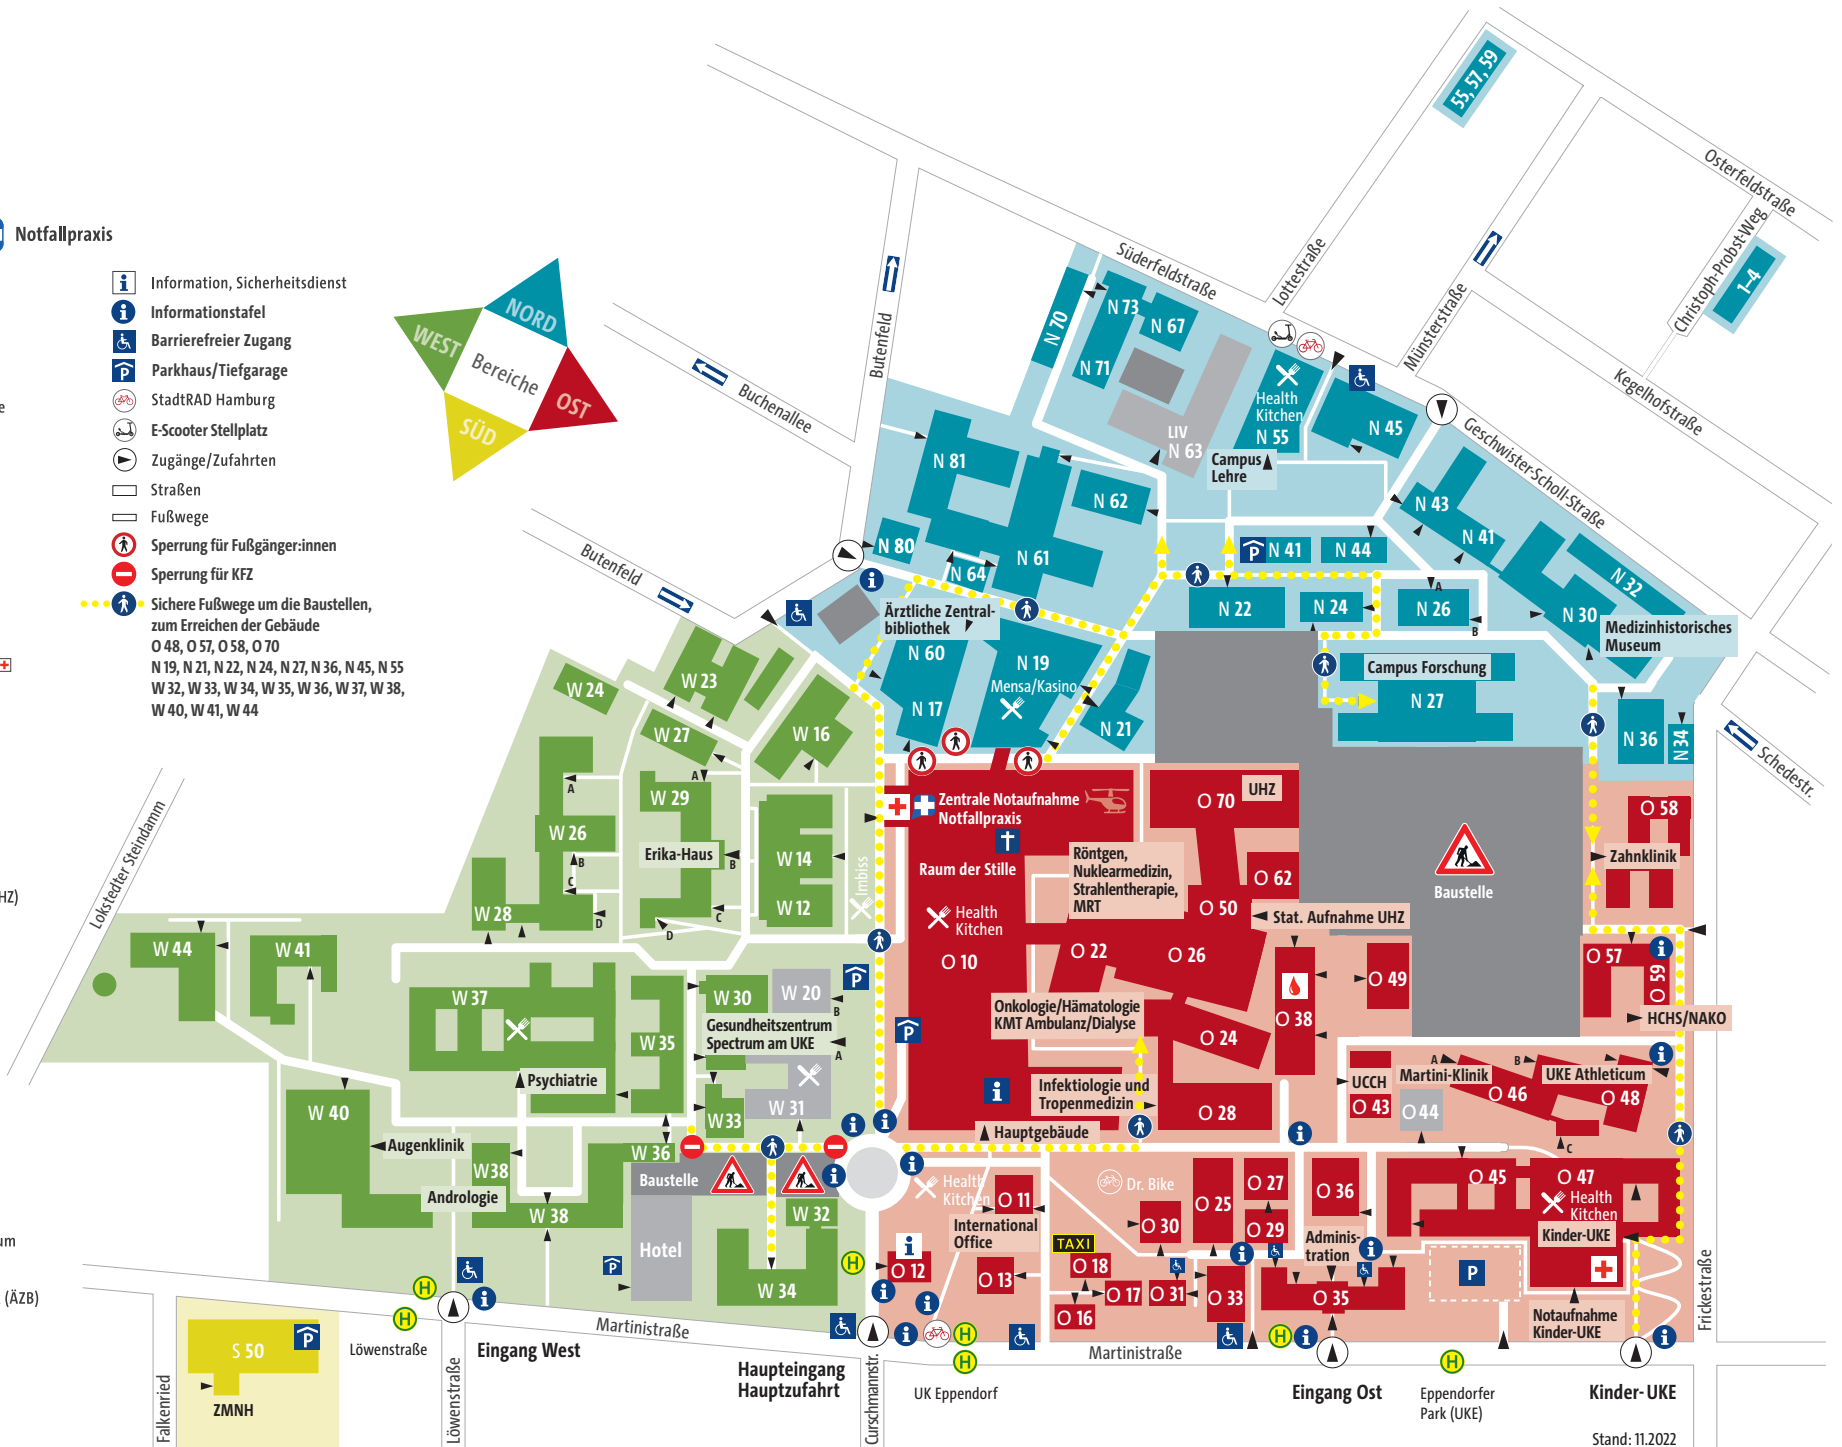 Notfallpraxis
Information, Sicherheitsdienst
Informationstafel
Barrierefreier Zugang
Parkhaus/Tiefgarage
StadtRAD Hamburg
E-Scooter Stellplatz
Zugänge/Zufahrten
Straßen
Fußwege
Sperrung für Fußgänger:innen
Sperrung für KFZ
Sichere Fußwege um die Baustellen,
zum Erreichen der Gebäude
O 48, O 57, O 58, O 70
N 19, N 21, N 22, N 24, N 27, N 36, N 45, N 55
W 32, W 33, W 34, W 35, W 36, W 37, W 38,
W 40, W 41, W 44
e
HZ)
um
(ÄZB)
NORD
WEST
Bereiche
OST
SÜD
55, 57, 59
Osterfeldstraße
Christoph-Probst-Weg
1–4
Süderfeldstraße
Lottestraße
Münsterstraße
Kegelhofstraße
Geschwister-Scholl-Straße
Butenfeld
Buchenallee
Butenfeld
Schedestr.
Lokstedter Steindamm
N 70
N 73
N 67
N 71
LIV
N 63
Health
Kitchen
N 55
N 45
Campus
Lehre
N 81
N 62
N 61
N 80
N 64
N 43
N 41
P
N 41
N 44
N 32
N 30
N 22
N 24
N 26
A
B
Medizinhistorisches
Museum
Ärztliche Zentral-
bibliothek
N 60
N 19
Mensa/Kasino
N 17
N 21
Campus Forschung
N 27
N 36
N 34
W 24
W 23
W 27
W 16
W 29
A
W 26
A
B
C
D
Erika-Haus
B
C
D
W 14
W 12
Imbiss
W 28
W 44
W 41
W 37
W 35
W 30
W 20
B
P
Gesundheitszentrum
Spectrum am UKE
A
W 31
W 33
Psychiatrie
W 40
Augenklinik
W 38
Andrologie
W 38
W 36
Baustelle
Hotel
P
W 32
W 34
Zentrale Notaufnahme
Notfallpraxis
Raum der Stille
Health
Kitchen
O 10
P
Röntgen,
Nuklearmedizin,
Strahlentherapie,
MRT
O 70
UHZ
O 62
O 50
Stat. Aufnahme UHZ
O 22
O 26
Onkologie/Hämatologie
KMT Ambulanz/Dialyse
O 24
O 38
O 49
Infektiologie und
Tropenmedizin
O 28
Hauptgebäude
Baustelle
O 58
Zahnklinik
O 57
O 59
HCHS/NAKO
UCCH
O 43
Martini-Klinik
A
B
C
O 44
O 46
UKE Athleticum
O 48
O 45
O 47
Health
Kitchen
Kinder-UKE
Notaufnahme
Kinder-UKE
P
Health
Kitchen
O 11
International
Office
O 12
O 13
Dr. Bike
O 30
O 25
O 27
O 29
O 36
Adminis-
tration
TAXI
O 18
O 17
O 16
O 31
O 33
O 35
H
H
H
H
H
H
H
Frickestraße
Martinistraße
Martinistraße
S 50
P
ZMNH
Falkenried
Löwenstraße
Löwenstraße
Eingang West
Haupteingang
Hauptzufahrt
Curschmannstr.
UK Eppendorf
Eingang Ost
Eppendorfer
Park (UKE)
Kinder-UKE
Stand: 11.2022